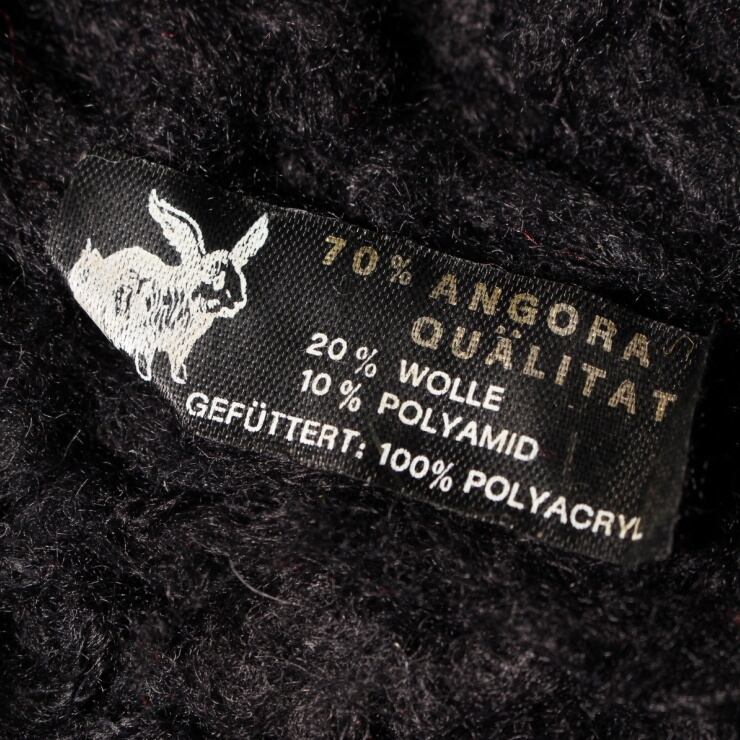 70% ANGORA
QUÄLITAT
20% WOLLE
10% POLYAMID
GEFÜTTERT: 100% POLYACRYL